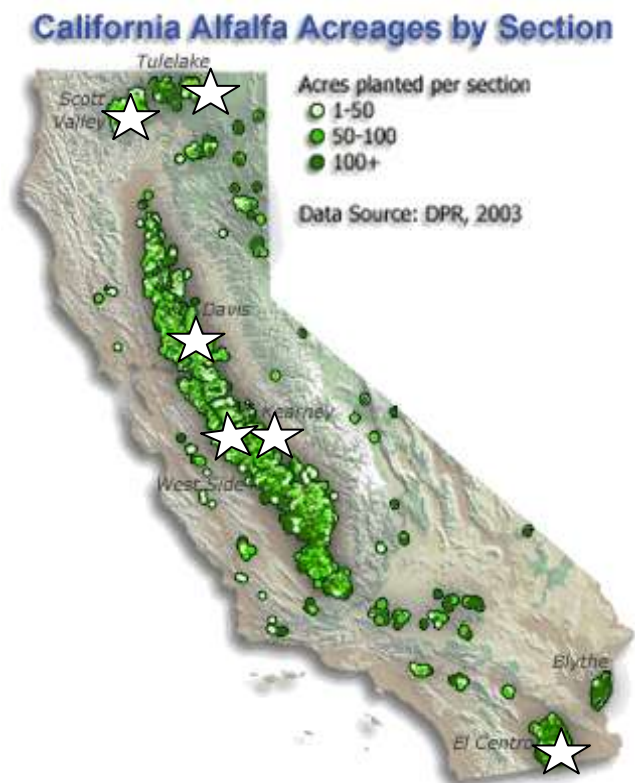 California Alfalfa Acreages by Section
Tulelake
Acres planted per section
Scott
Valley
1-50
50-100
100+
Data Source: DPR, 2003
Davis
Kearney
West Side
Blythe
El Centro